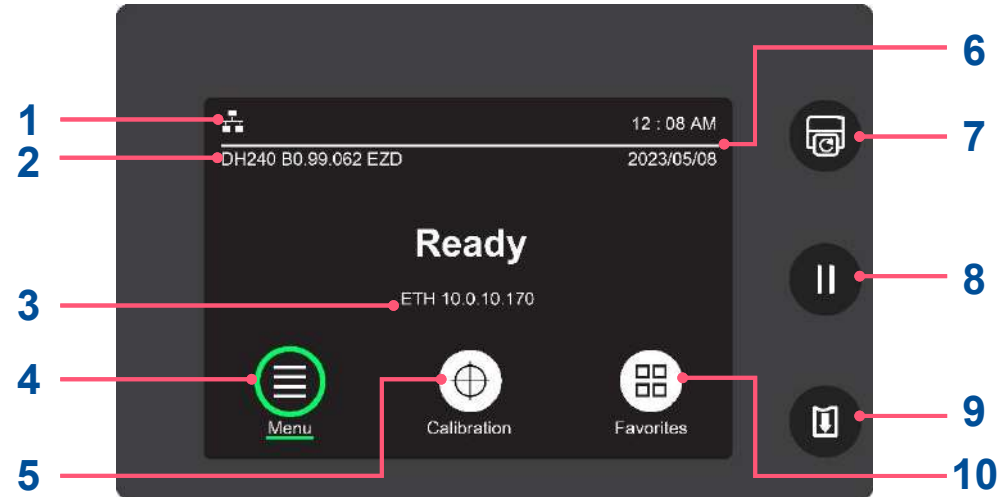 6
1
12 : 08 AM
7
2
DH240 B0.99.062 EZD
2023/05/08
Ready
8
3
ETH 10.0.10.170
4
Menu
Calibration
Favorites
9
5
10